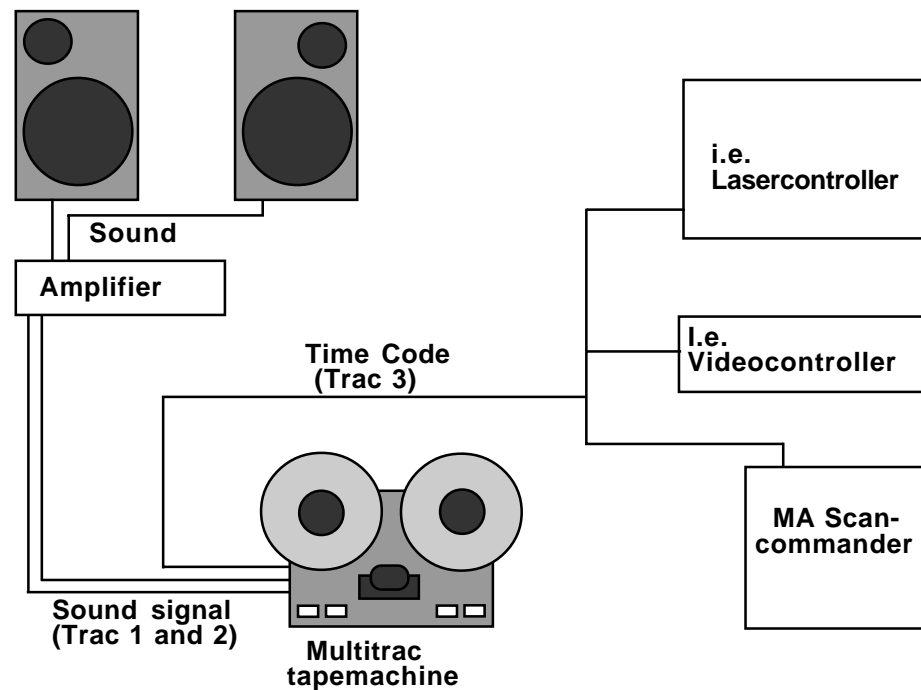 i.e.
Lasercontroller
Sound
Amplifier
I.e.
Videocontroller
Time Code
(Trac 3)
MA Scan-
commander
Sound signal
(Trac 1 and 2)
Multitrac
tapemachine